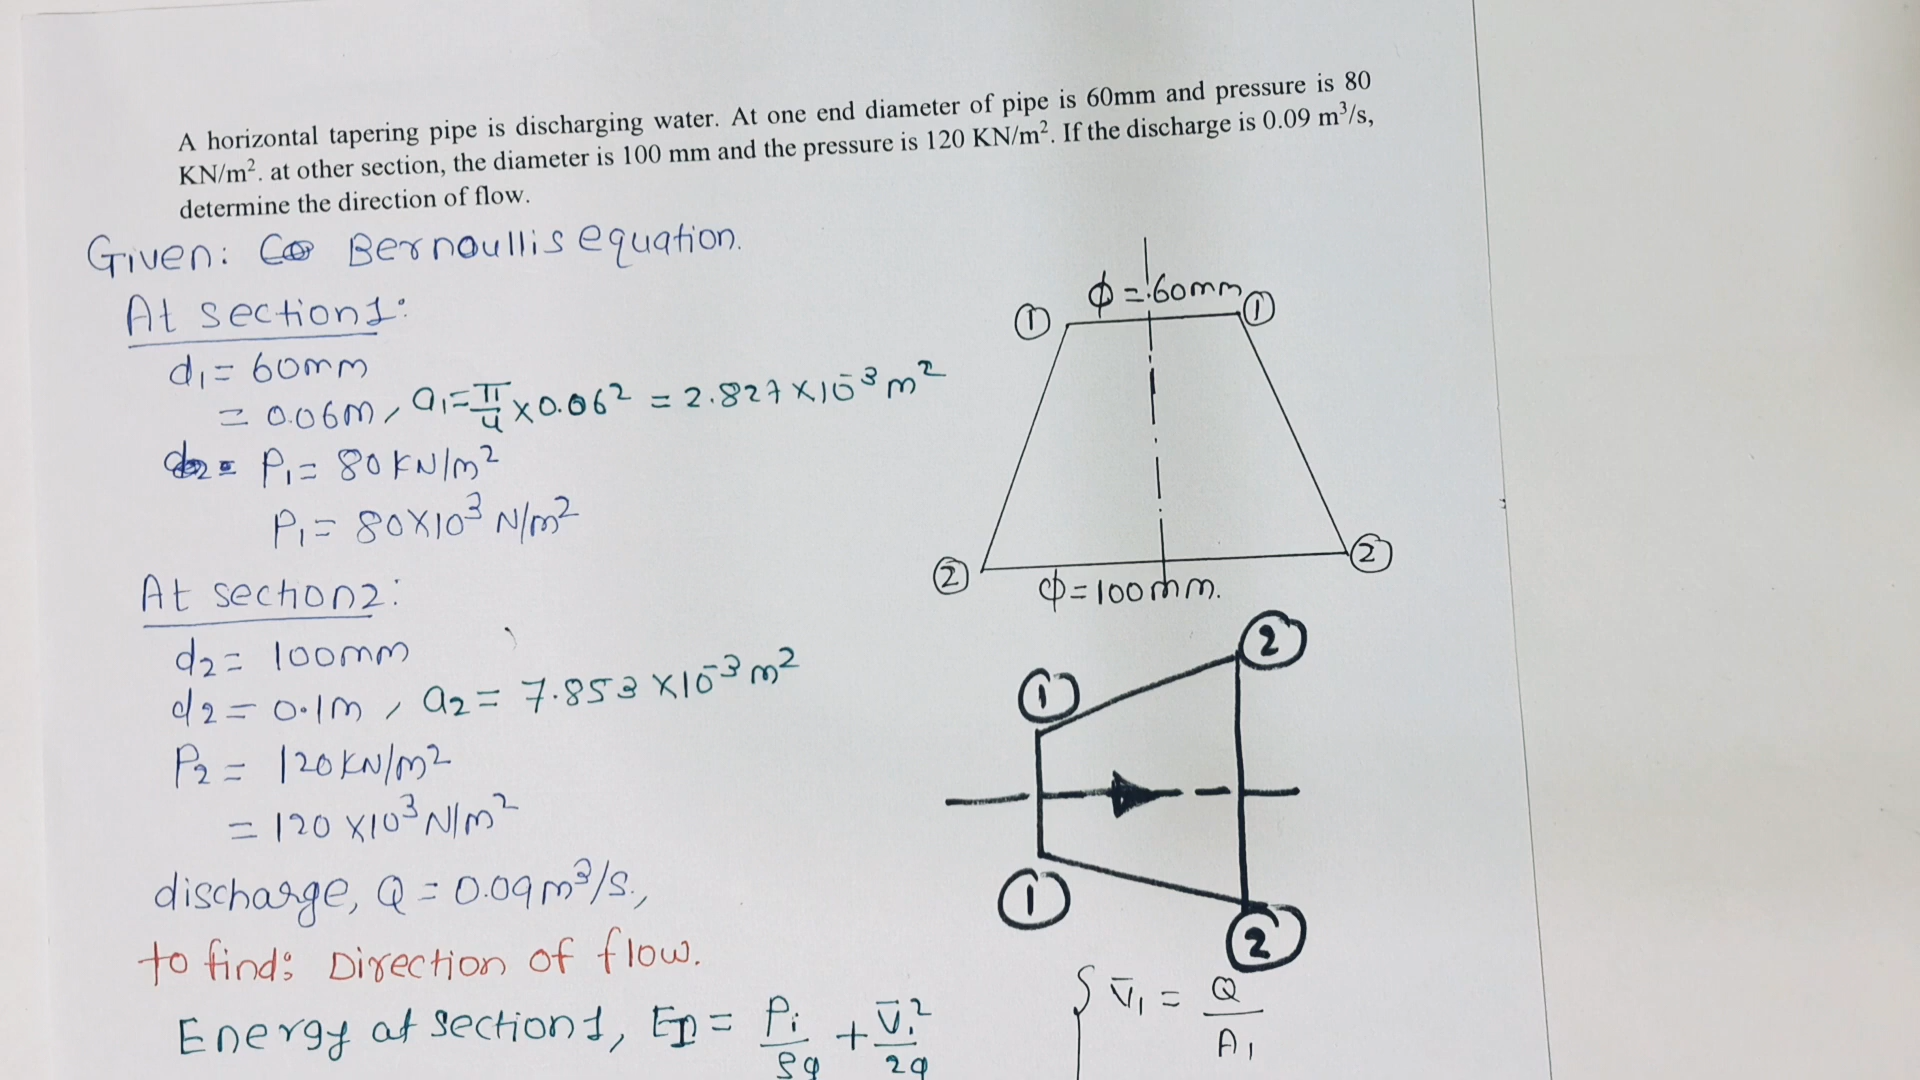 A horizontal tapering pipe is discharging water. At one end diameter of pipe is 60mm and pressure is 80
KN/m². at other section, the diameter is 100 mm and the pressure is 120 KN/m². If the discharge is 0.09 m³/s,
determine the direction of flow.
Given: Bernoullis equation.
At section1:
d₁ = 60mm
= 0.06m, a₁ = π/4 × 0.06² = 2.827 × 10⁻³ m²
P₁ = 80 KN/m²
P₁ = 80×10³ N/m²
At section2:
d₂ = 100mm
d₂ = 0.1m, a₂ = 7.853 × 10⁻³ m²
P₂ = 120 KN/m²
= 120 × 10³ N/m²
discharge, Q = 0.09 m³/s.,
to find: Direction of flow.
Energy at section1, E₁ = P₁/ρg + V̄₁²/2g
ϕ = 60mm
① ①
② ②
ϕ = 100mm.
① ②
① ②
{ V̄₁ = Q/A₁